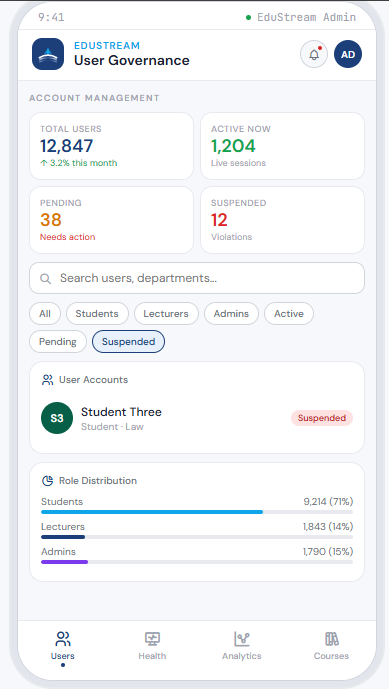 9:41
EduStream Admin
EDUSTREAM
User Governance
AD
ACCOUNT MANAGEMENT
TOTAL USERS
12,847
↑ 3.2% this month
ACTIVE NOW
1,204
Live sessions
PENDING
38
Needs action
SUSPENDED
12
Violations
Search users, departments...
All Students Lecturers Admins Active
Pending Suspended
User Accounts
S3
Student Three
Student · Law
Suspended
Role Distribution
Students 9,214 (71%)
Lecturers 1,843 (14%)
Admins 1,790 (15%)
Users Health Analytics Courses